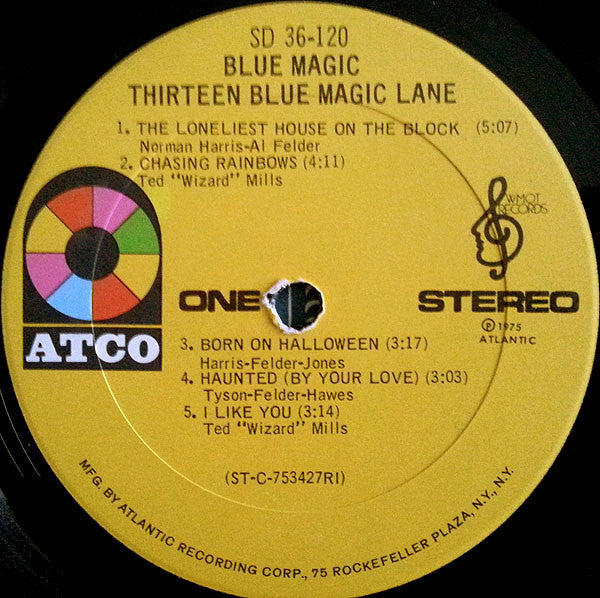 SD 36-120
BLUE MAGIC
THIRTEEN BLUE MAGIC LANE
1. THE LONELIEST HOUSE ON THE BLOCK (5:07)
Norman Harris-Al Felder
2. CHASING RAINBOWS (4:11)
Ted "Wizard" Mills
WMOT
RECORDS
ATCO
ONE
STEREO
℗ 1975
ATLANTIC
3. BORN ON HALLOWEEN (3:17)
Harris-Felder-Jones
4. HAUNTED (BY YOUR LOVE) (3:03)
Tyson-Felder-Hawes
5. I LIKE YOU (3:14)
Ted "Wizard" Mills
(ST-C-753427RI)
MFG. BY ATLANTIC RECORDING CORP., 75 ROCKEFELLER PLAZA, N.Y., N.Y.